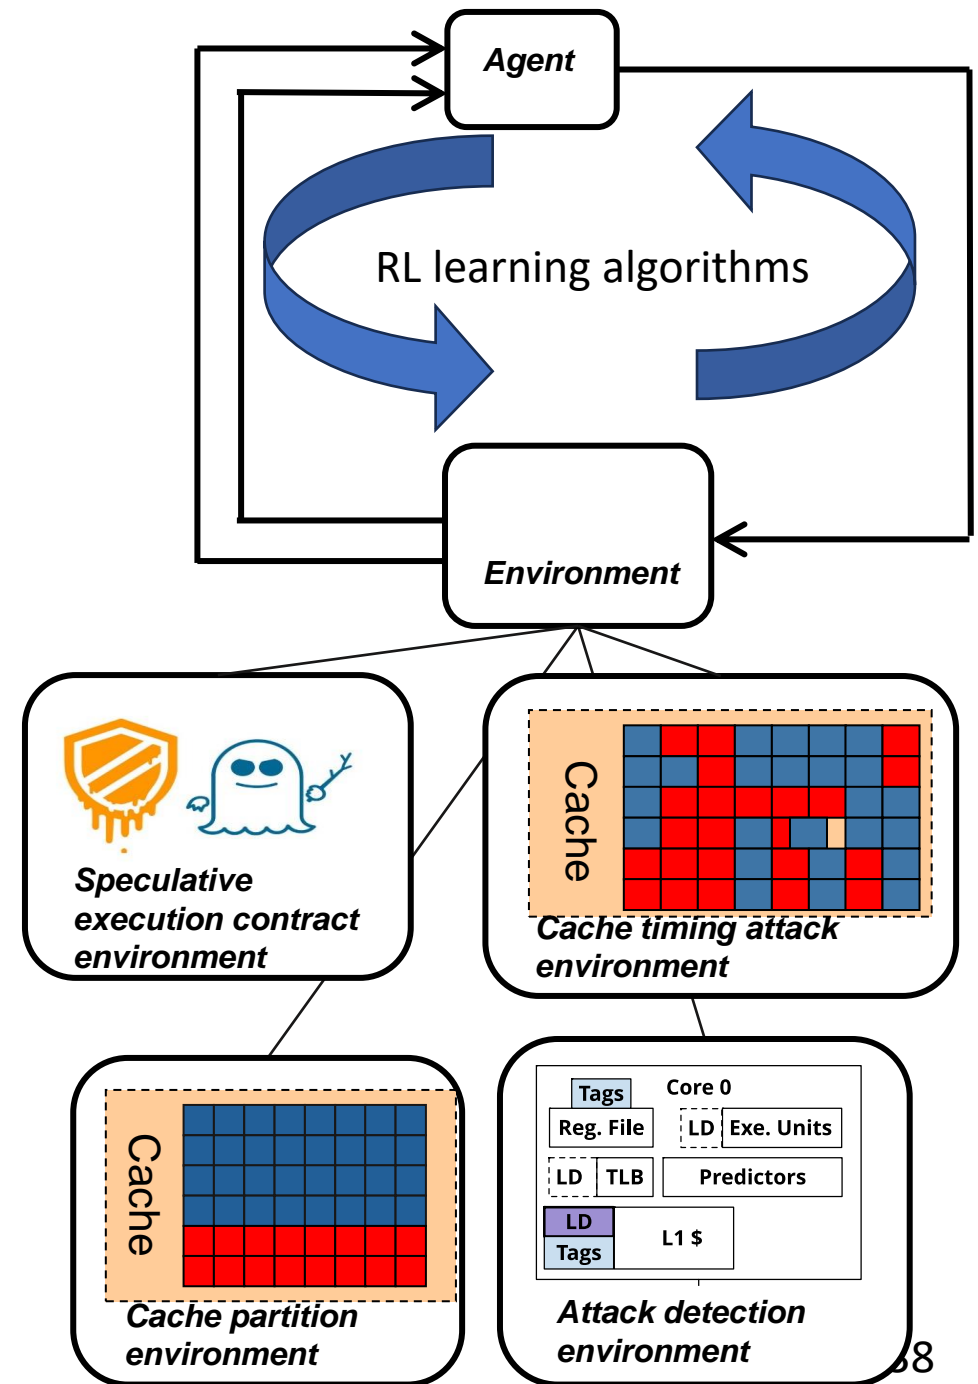 Agent
RL learning algorithms
Environment
Speculative
execution contract
environment
Cache
Cache timing attack
environment
Cache
Cache partition
environment
Tags
Core 0
Reg. File
LD
Exe. Units
LD
TLB
Predictors
LD
Tags
L1 $
Attack detection
environment